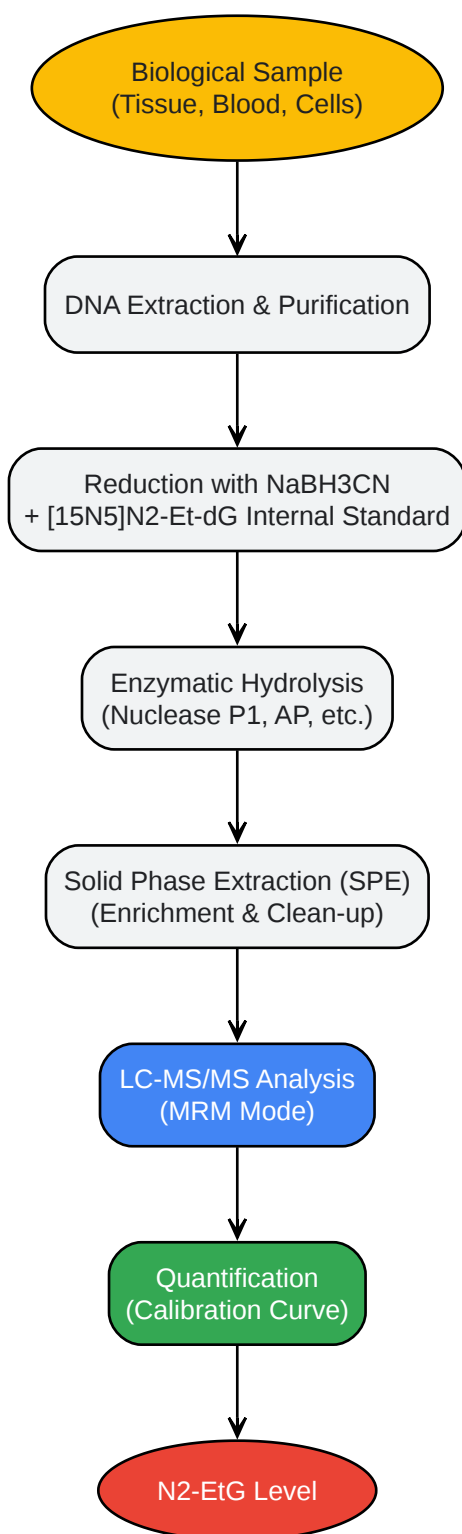 Biological Sample
(Tissue, Blood, Cells)
DNA Extraction & Purification
Reduction with NaBH3CN
+ [15N5]N2-Et-dG Internal Standard
Enzymatic Hydrolysis
(Nuclease P1, AP, etc.)
Solid Phase Extraction (SPE)
(Enrichment & Clean-up)
LC-MS/MS Analysis
(MRM Mode)
Quantification
(Calibration Curve)
N2-EtG Level